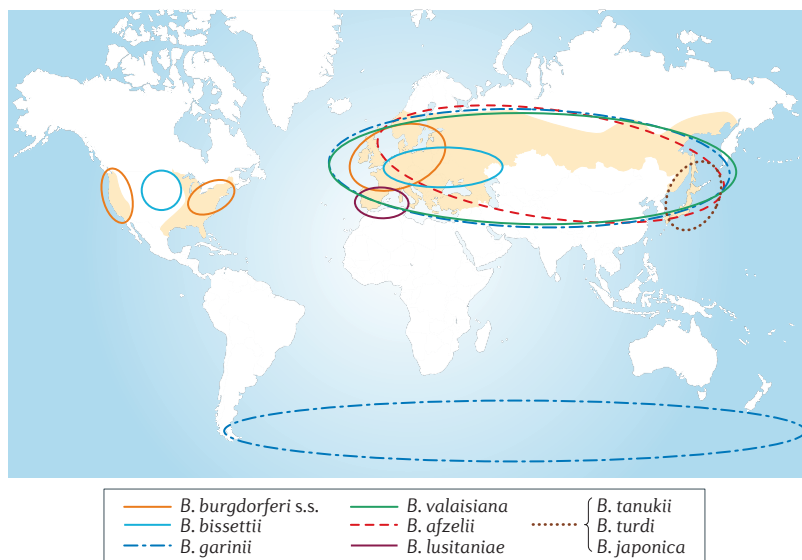 B. burgdorferi s.s.
B. bissettii
B. garinii
B. valaisiana
B. afzelii
B. lusitaniae
B. tanukii
B. turdi
B. japonica